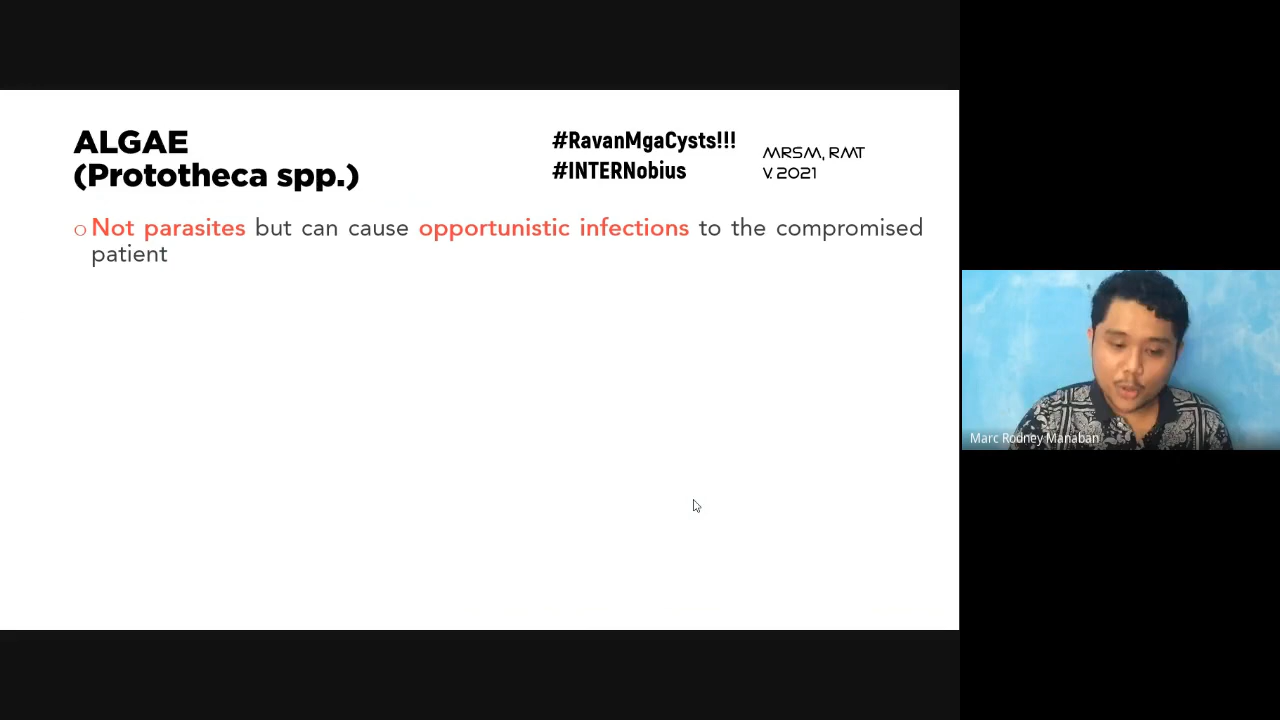 ALGAE
(Prototheca spp.)
#RavanMgaCysts!!!
#INTERNobius
MRSM, RMT
V. 2021
o Not parasites but can cause opportunistic infections to the compromised
patient
Marc Rodney Manaban